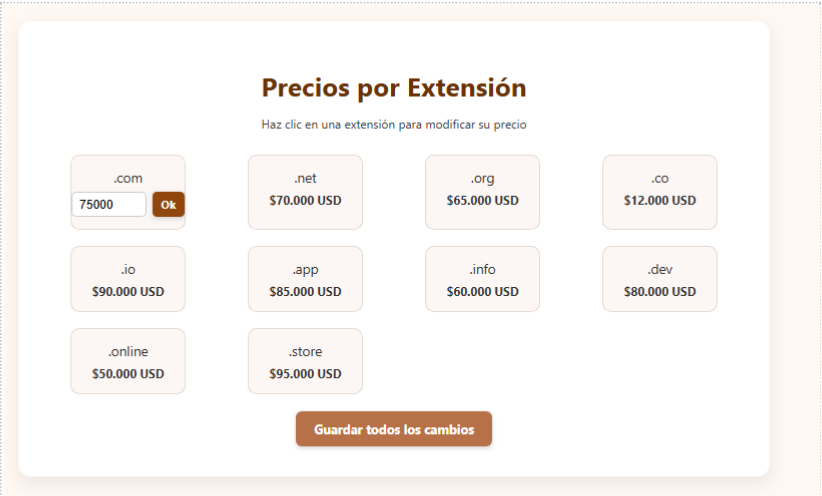 Precios por Extensión
Haz clic en una extensión para modificar su precio
.com
75000 Ok
.net
$70.000 USD
.org
$65.000 USD
.co
$12.000 USD
.io
$90.000 USD
.app
$85.000 USD
.info
$60.000 USD
.dev
$80.000 USD
.online
$50.000 USD
.store
$95.000 USD
Guardar todos los cambios